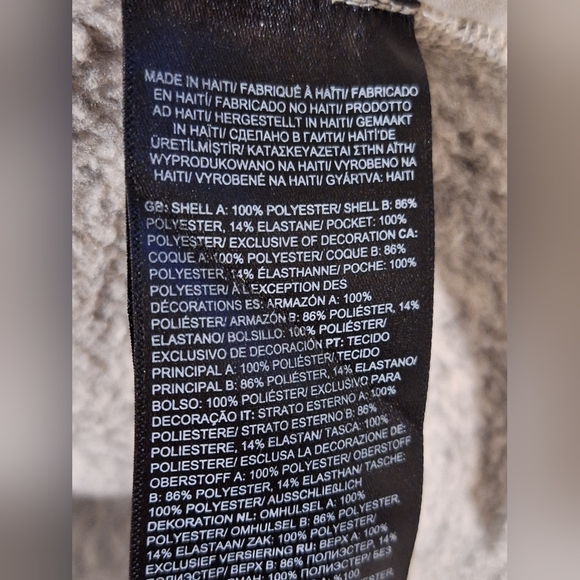 MADE IN HAITI/ FABRIQUÉ À HAÏTI/ FABRICADO
EN HAITÍ/ FABRICADO NO HAITI/ PRODOTTO
AD HAITI/ HERGESTELLT IN HAITI/ GEMAAKT
IN HAÏTI/ СДЕЛАНО В ГАИТИ/ HAİTİ'DE
ÜRETİLMİŞTİR/ ΚΑΤΑΣΚΕΥΑΖΕΤΑΙ ΣΤΗΝ ΑΪΤΗ/
WYPRODUKOWANO NA HAITI/ VYROBENO NA
HAITI/ VYROBENÉ NA HAITI/ GYÁRTVA: HAITI
GB: SHELL A: 100% POLYESTER/ SHELL B: 86%
POLYESTER, 14% ELASTANE/ POCKET: 100%
POLYESTER/ EXCLUSIVE OF DECORATION CA:
COQUE A: 100% POLYESTER/ COQUE B: 86%
POLYESTER, 14% ÉLASTHANNE/ POCHE: 100%
POLYESTER/ À L'EXCEPTION DES
DÉCORATIONS ES: ARMAZÓN A: 100%
POLIÉSTER/ ARMAZÓN B: 86% POLIÉSTER, 14%
ELASTANO/ BOLSILLO: 100% POLIÉSTER/
EXCLUSIVO DE DECORACIÓN PT: TECIDO
PRINCIPAL A: 100% POLIÉSTER/ TECIDO
PRINCIPAL B: 86% POLIÉSTER, 14% ELASTANO/
BOLSO: 100% POLIÉSTER/ EXCLUSIVO PARA
DECORAÇÃO IT: STRATO ESTERNO A: 100%
POLIESTERE/ STRATO ESTERNO B: 86%
POLIESTERE, 14% ELASTAN/ TASCA: 100%
POLIESTERE/ ESCLUSA LA DECORAZIONE DE:
OBERSTOFF A: 100% POLYESTER/ OBERSTOFF
B: 86% POLYESTER, 14% ELASTHAN/ TASCHE:
100% POLYESTER/ AUSSCHLIEßLICH
DEKORATION NL: OMHULSEL A: 100%
POLYESTER/ OMHULSEL B: 86% POLYESTER,
14% ELASTAAN/ ZAK: 100% POLYESTER/
EXCLUSIEF VERSIERING RU: ВЕРХ A: 100%
ПОЛИЭСТЕР/ ВЕРХ B: 86% ПОЛИЭСТЕР, 14%